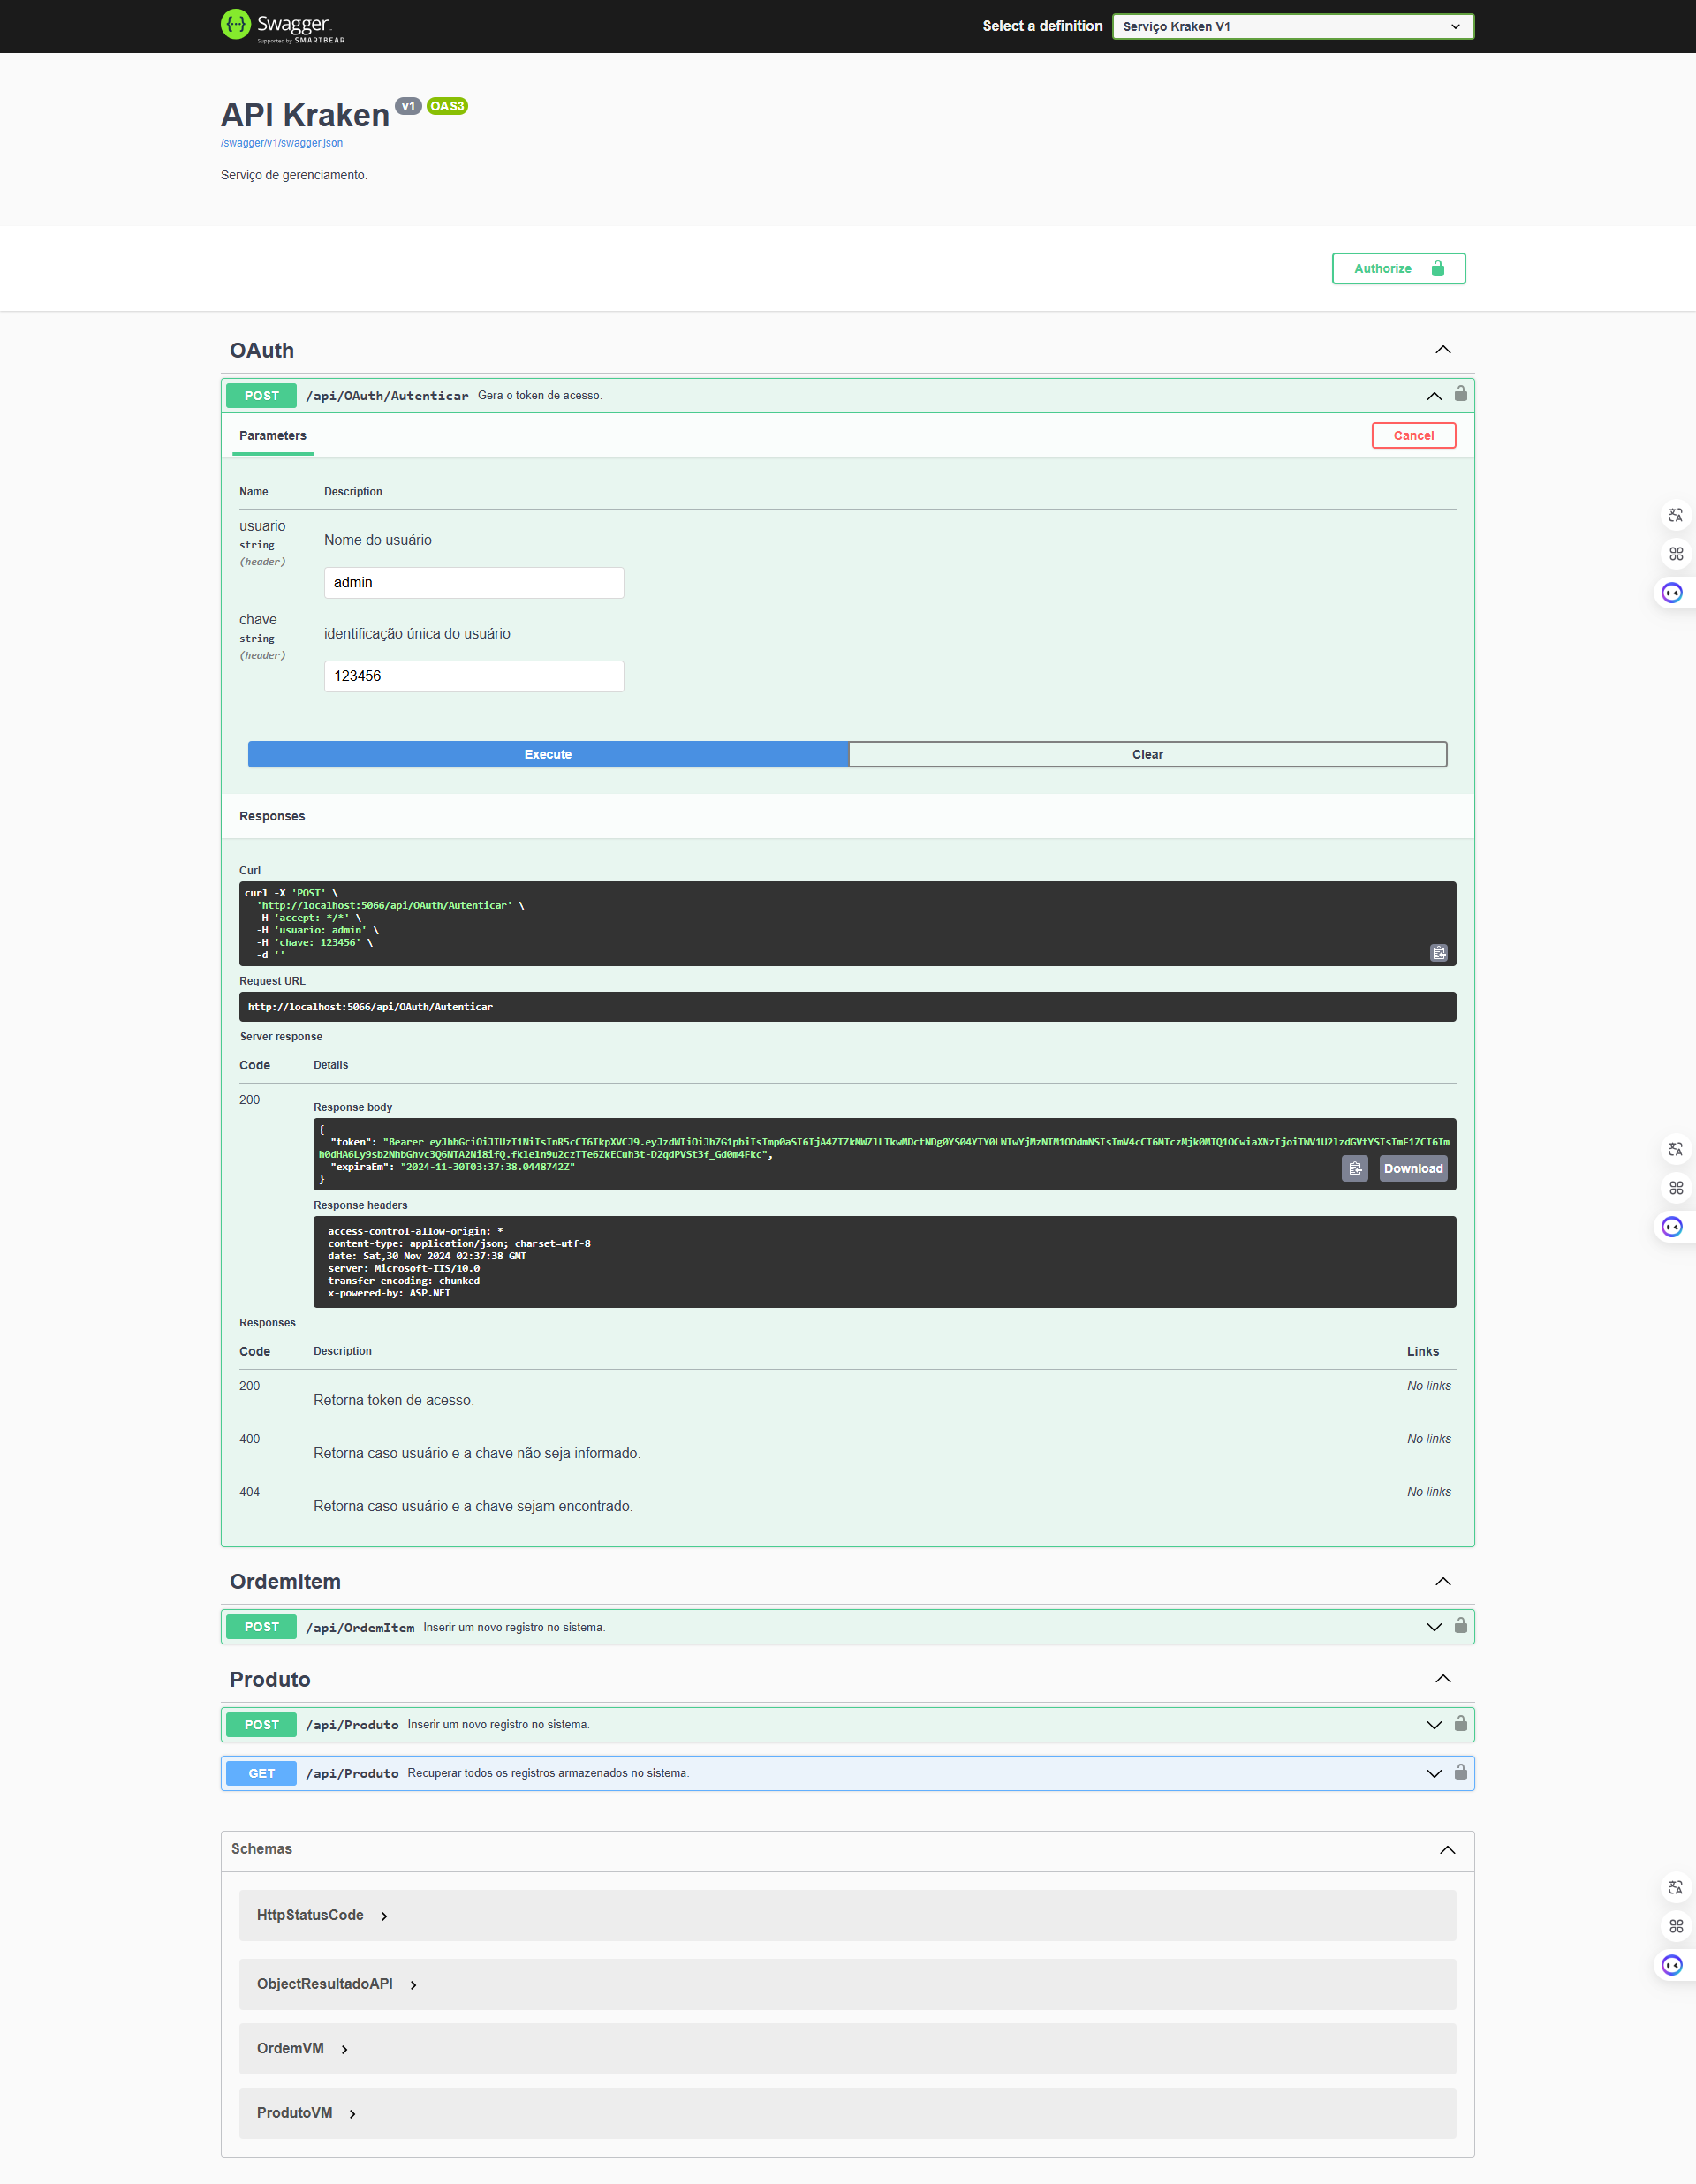 Swagger.
Supported by SMARTBEAR
Select a definition
Serviço Kraken V1
API Kraken v1 OAS3
/swagger/v1/swagger.json
Serviço de gerenciamento.
Authorize
OAuth
POST /api/OAuth/Autenticar Gera o token de acesso.
Parameters
Cancel
Name Description
usuario
string
(header)
Nome do usuário
admin
chave
string
(header)
identificação única do usuário
123456
Execute
Clear
Responses
Curl
curl -X 'POST' \
'http://localhost:5066/api/OAuth/Autenticar' \
-H 'accept: */*' \
-H 'usuario: admin' \
-H 'chave: 123456' \
-d ''
Request URL
http://localhost:5066/api/OAuth/Autenticar
Server response
Code Details
200
Response body
{
"token": "Bearer
"expiraEm": "2024-11-30T03:37:38.0448742Z"
}
Download
Response headers
access-control-allow-origin: *
content-type: application/json; charset=utf-8
date: Sat,30 Nov 2024 02:37:38 GMT
server: Microsoft-IIS/10.0
transfer-encoding: chunked
x-powered-by: ASP.NET
Responses
Code Description Links
200 Retorna token de acesso. No links
400 Retorna caso usuário e a chave não seja informado. No links
404 Retorna caso usuário e a chave sejam encontrado. No links
OrdemItem
POST /api/OrdemItem Inserir um novo registro no sistema.
Produto
POST /api/Produto Inserir um novo registro no sistema.
GET /api/Produto Recuperar todos os registros armazenados no sistema.
Schemas
HttpStatusCode
ObjectResultadoAPI
OrdemVM
ProdutoVM